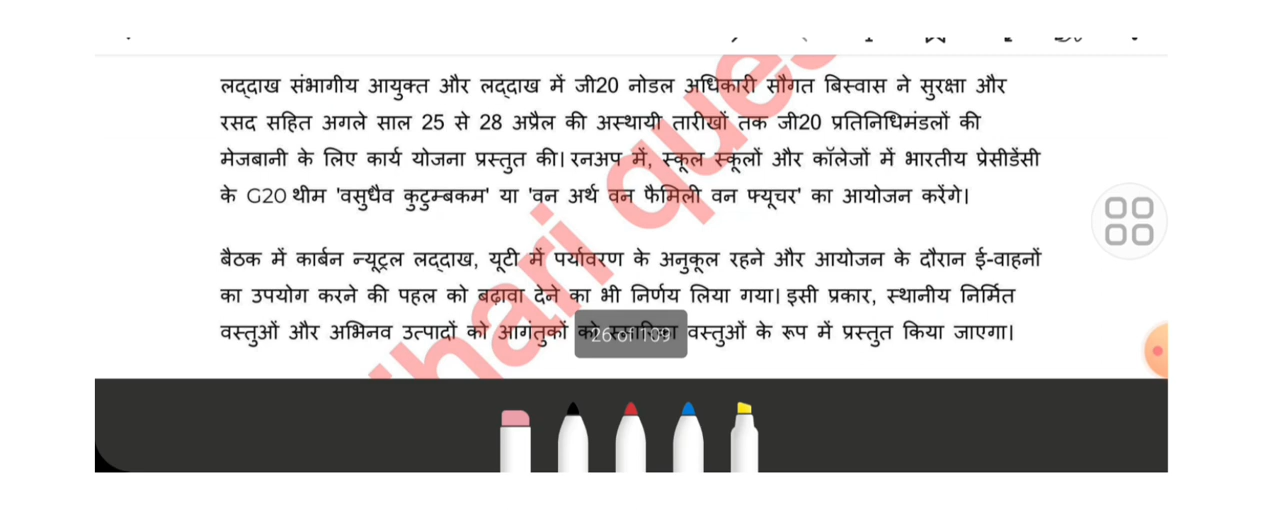 लद्दाख संभागीय आयुक्त और लद्दाख में जी20 नोडल अधिकारी सौगत बिस्वास ने सुरक्षा और
रसद सहित अगले साल 25 से 28 अप्रैल की अस्थायी तारीखों तक जी20 प्रतिनिधिमंडलों की
मेजबानी के लिए कार्य योजना प्रस्तुत की। रनअप में, स्कूल स्कूलों और कॉलेजों में भारतीय प्रेसीडेंसी
के G20 थीम 'वसुधैव कुटुम्बकम' या 'वन अर्थ वन फैमिली वन फ्यूचर' का आयोजन करेंगे।
बैठक में कार्बन न्यूट्रल लद्दाख, यूटी में पर्यावरण के अनुकूल रहने और आयोजन के दौरान ई-वाहनों
का उपयोग करने की पहल को बढ़ावा देने का भी निर्णय लिया गया। इसी प्रकार, स्थानीय निर्मित
वस्तुओं और अभिनव उत्पादों को आगंतुकों को वस्तुओं के रूप में प्रस्तुत किया जाएगा।
26 of 109